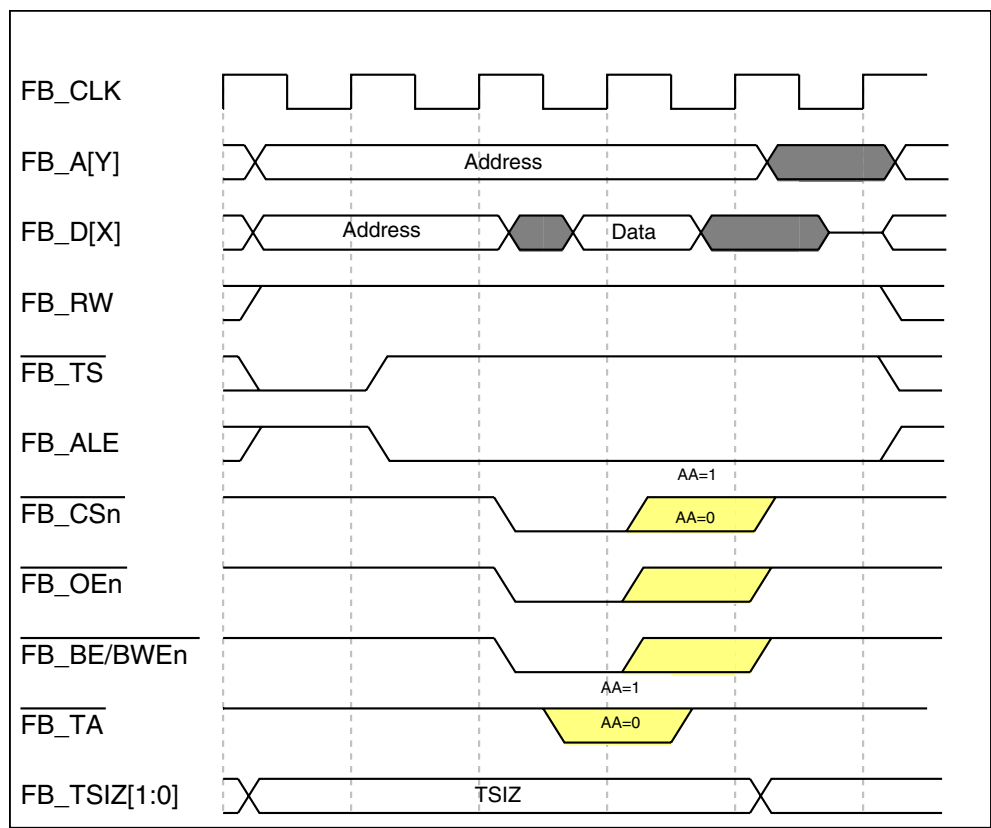 FB_CLK
FB_A[Y] Address
FB_D[X] Address Data
FB_RW
FB_TS
FB_ALE
AA=1
FB_CSn AA=0
FB_OEn
FB_BE/BWEn
AA=1
FB_TA AA=0
FB_TSIZ[1:0] TSIZ